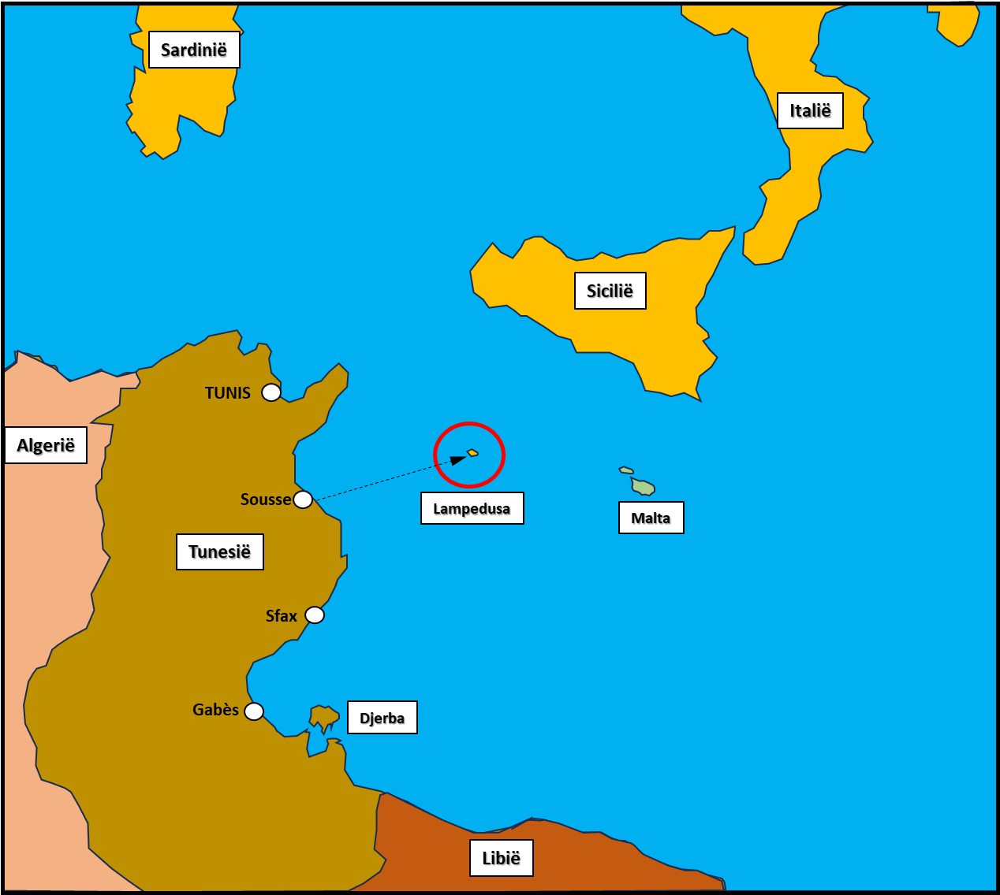 Sardinië
Italië
Sicilië
TUNIS
Algerië
Sousse
Lampedusa
Malta
Tunesië
Sfax
Gabès
Djerba
Libië